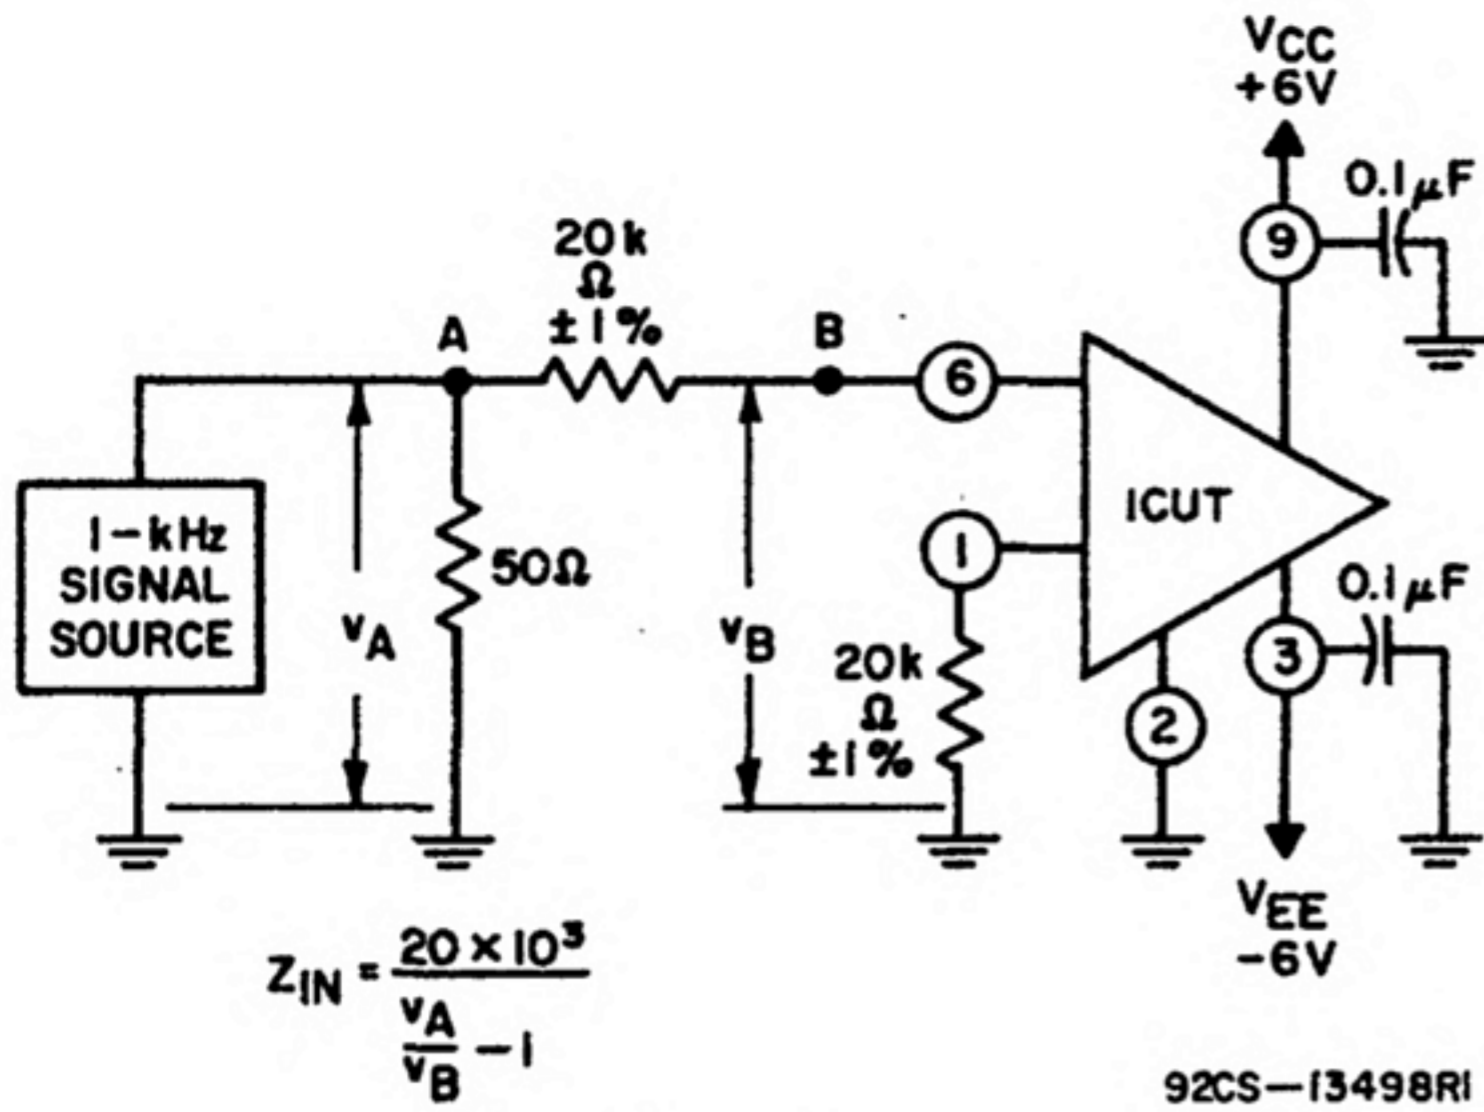 VCC
+6V
0.1µF
9
20k
Ω
±1%
A
B
6
1-kHz
SIGNAL
SOURCE
vA
50Ω
vB
1
ICUT
0.1µF
20k
Ω
±1%
2
3
VEE
-6V
ZIN = 20×10³
vA
vB
-1
92CS-13498R1